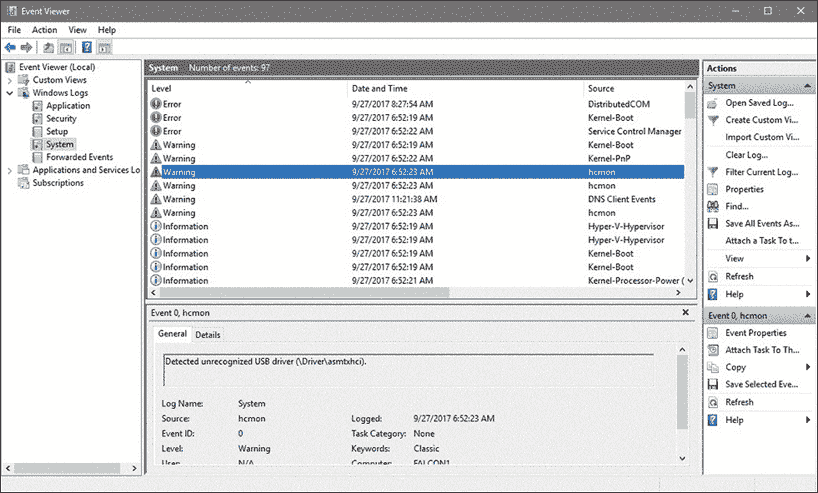 Event Viewer
File Action View Help
Event Viewer (Local)
Custom Views
Windows Logs
Application
Security
Setup
System
Forwarded Events
Applications and Services Lo
Subscriptions
System Number of events: 97
Level Date and Time Source
Error 9/27/2017 8:27:54 AM DistributedCOM
Error 9/27/2017 6:52:19 AM Kernel-Boot
Error 9/27/2017 6:52:22 AM Service Control Manager
Warning 9/27/2017 6:52:19 AM Kernel-Boot
Warning 9/27/2017 6:52:22 AM Kernel-PnP
Warning 9/27/2017 6:52:23 AM hcmon
Warning 9/27/2017 6:52:23 AM hcmon
Warning 9/27/2017 11:21:38 AM DNS Client Events
Warning 9/27/2017 6:52:23 AM hcmon
Information 9/27/2017 6:52:19 AM Hyper-V-Hypervisor
Information 9/27/2017 6:52:19 AM Hyper-V-Hypervisor
Information 9/27/2017 6:52:19 AM Kernel-Boot
Information 9/27/2017 6:52:19 AM Kernel-Boot
Information 9/27/2017 6:52:21 AM Kernel-Processor-Power (
Event 0, hcmon
General Details
Detected unrecognized USB driver (\Driver\asmtxhci).
Log Name: System
Source: hcmon Logged: 9/27/2017 6:52:23 AM
Event ID: 0 Task Category: None
Level: Warning Keywords: Classic
User: N/A Computer: FALCON1
Actions
System
Open Saved Log...
Create Custom Vi...
Import Custom Vi...
Clear Log...
Filter Current Log...
Properties
Find...
Save All Events As...
Attach a Task To t...
View
Refresh
Help
Event 0, hcmon
Event Properties
Attach Task To Th...
Copy
Save Selected Eve...
Refresh
Help